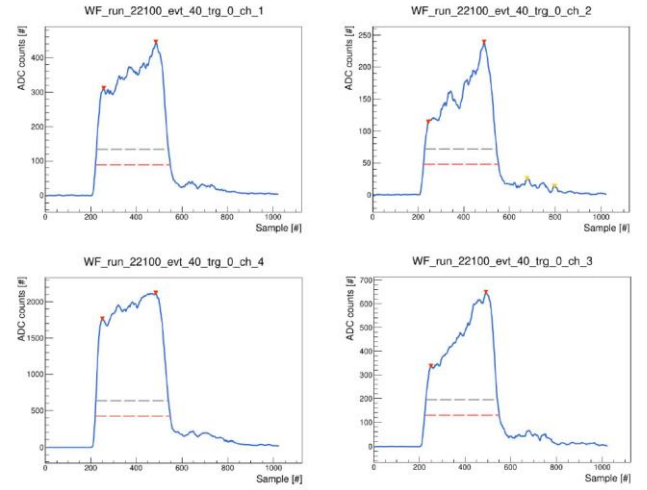 WF_run_22100_evt_40_trg_0_ch_1
ADC counts [#]
400
300
200
100
0
0 200 400 600 800 1000
Sample [#]
WF_run_22100_evt_40_trg_0_ch_2
ADC counts [#]
250
200
150
100
50
0
0 200 400 600 800 1000
Sample [#]
WF_run_22100_evt_40_trg_0_ch_4
ADC counts [#]
2000
1500
1000
500
0
0 200 400 600 800 1000
Sample [#]
WF_run_22100_evt_40_trg_0_ch_3
ADC counts [#]
700
600
500
400
300
200
100
0
0 200 400 600 800 1000
Sample [#]